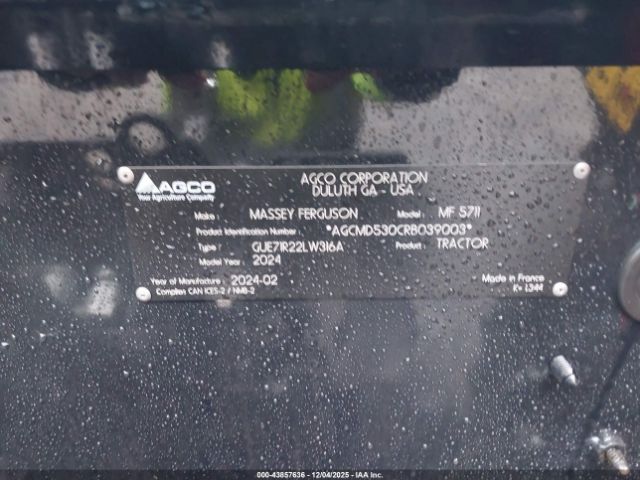 AGCO
Your Agriculture Company
AGCO CORPORATION
DULUTH GA - USA
Make MASSEY FERGUSON Model: MF 5711
Product Identification Number: *AGCMD530CRB039003*
Type: GUE71R22LW316A Product: TRACTOR
Model Year: 2024
Year of Manufacture: 2024-02 Made in France
Complies CAN ICES-2 / NMB-2 K= 1.344
000-43857636 - 12/04/2025 - IAA Inc.